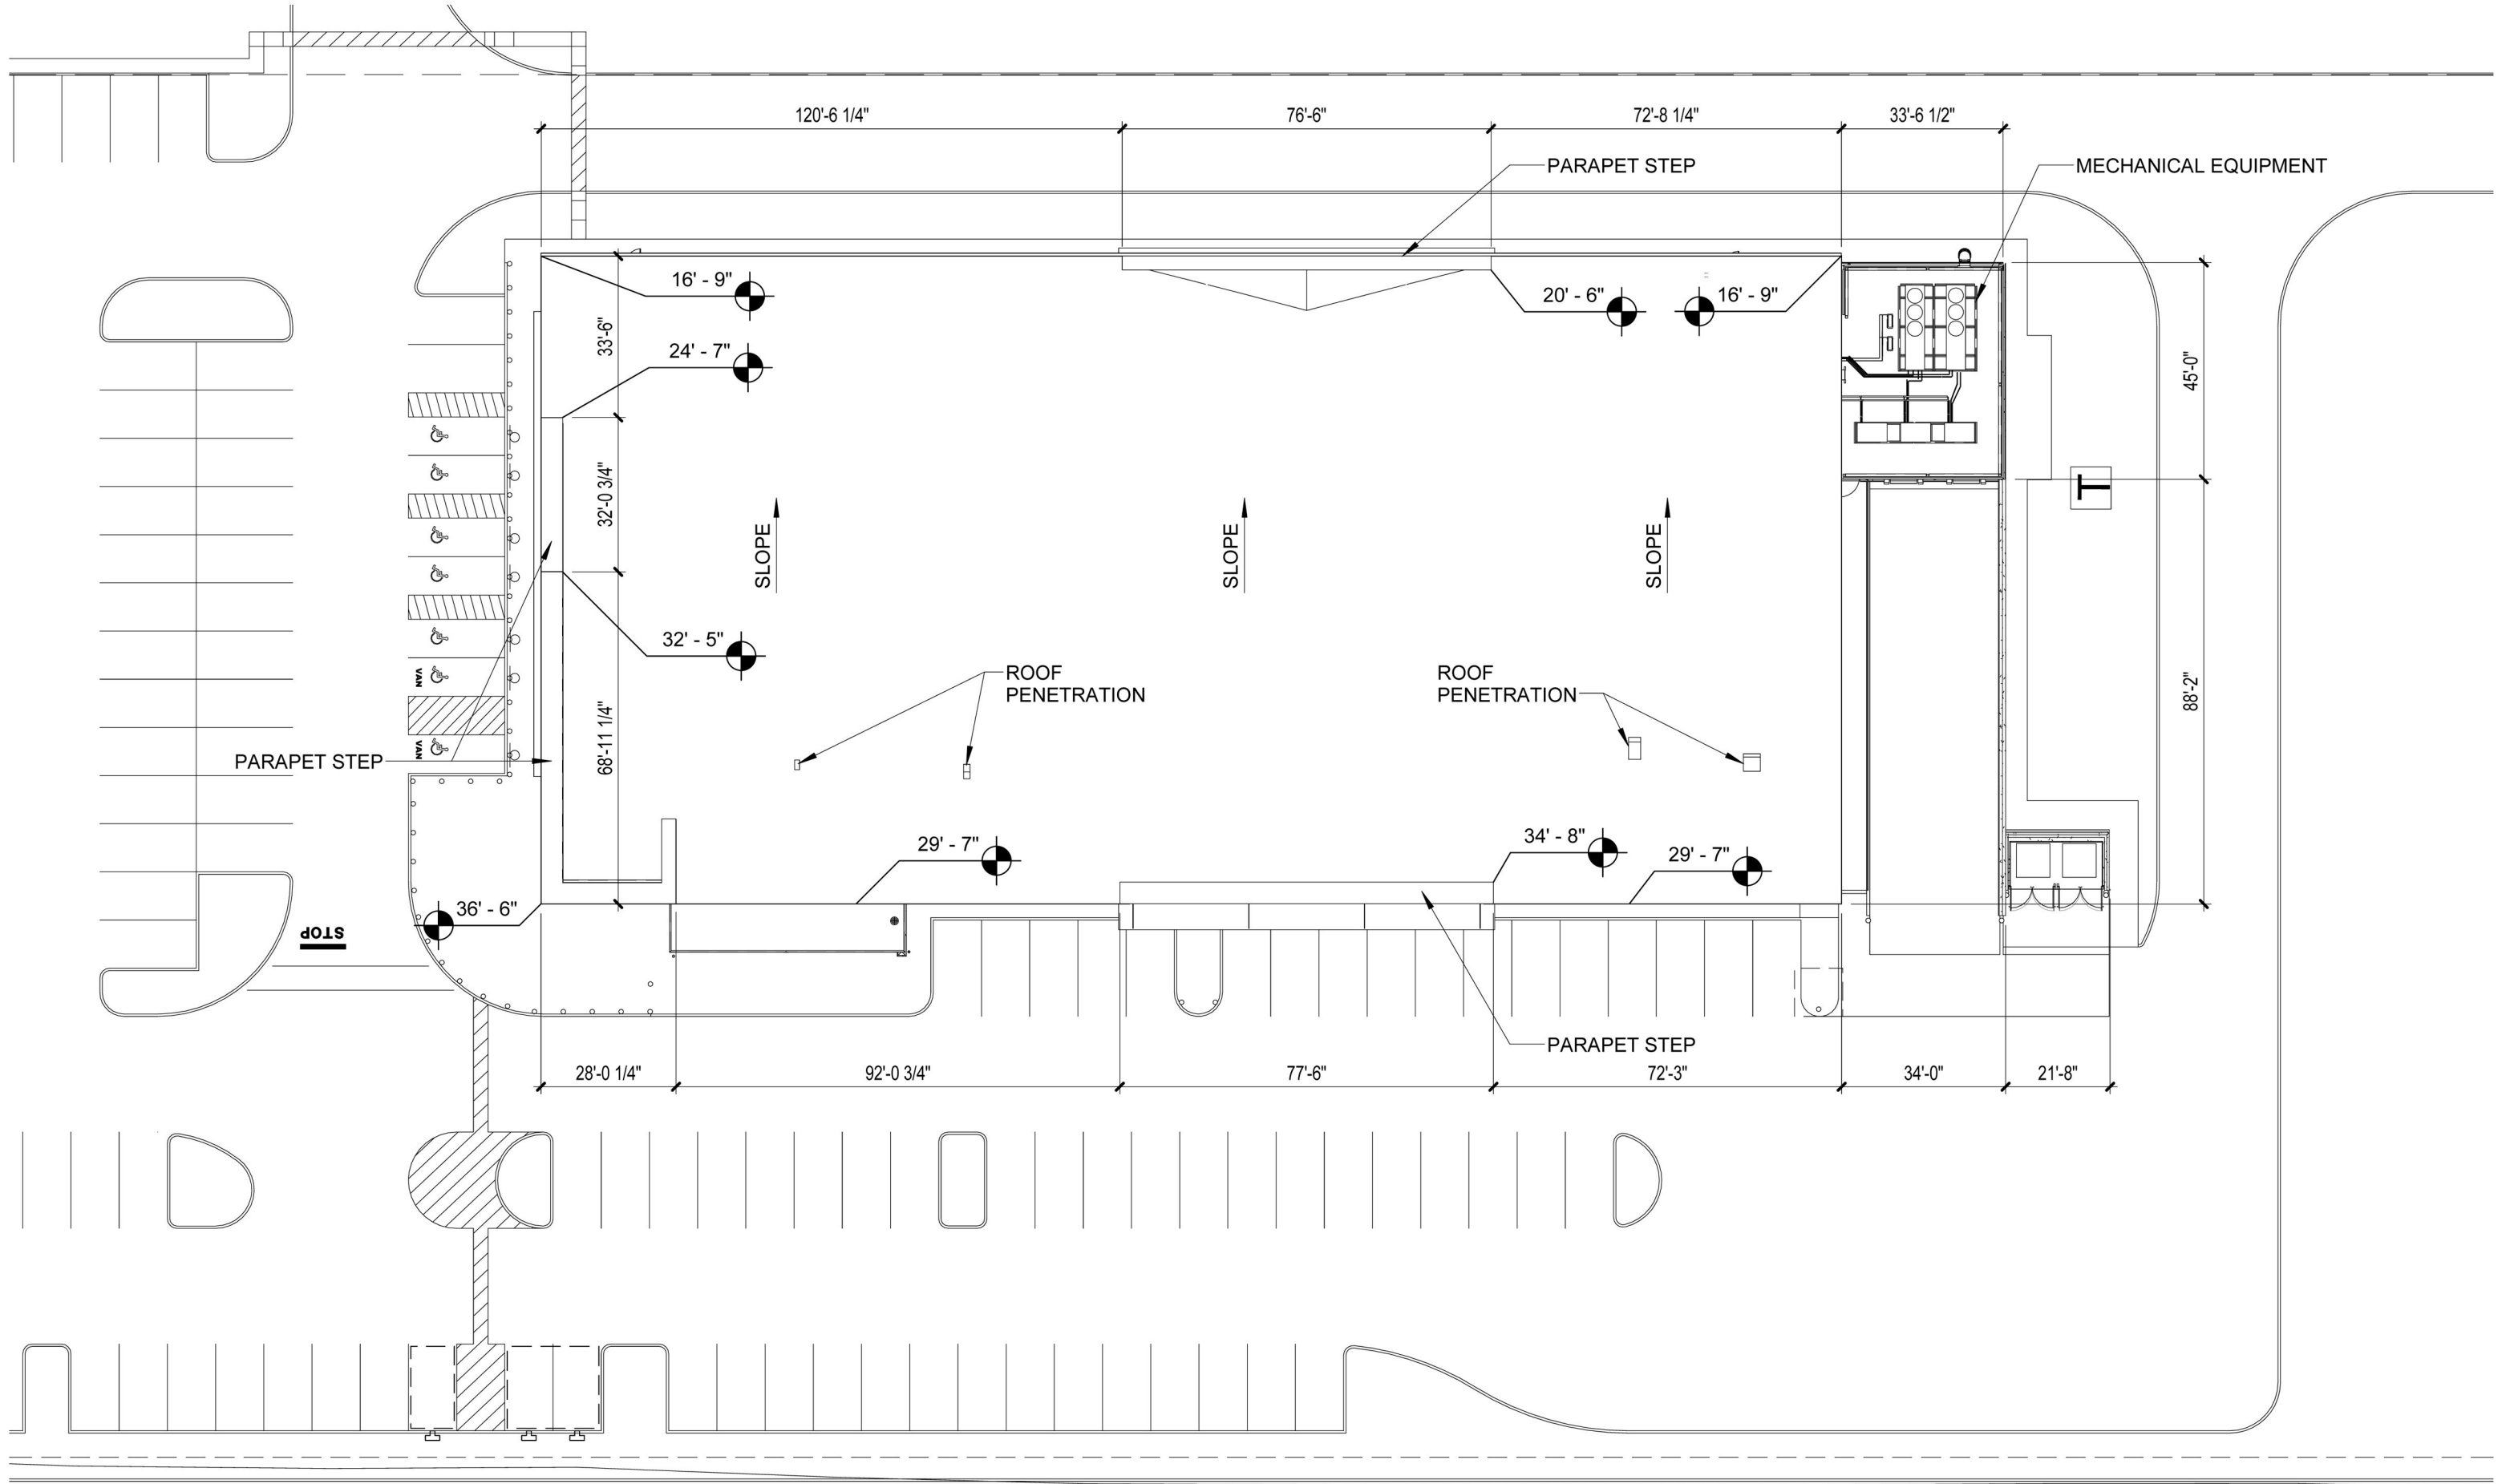 120'-6 1/4"
76'-6"
72'-8 1/4"
33'-6 1/2"
PARAPET STEP
MECHANICAL EQUIPMENT
16' - 9"
20' - 6"
16' - 9"
33'-6"
24' - 7"
45'-0"
32'-0 3/4"
T
SLOPE
SLOPE
SLOPE
32' - 5"
VAN
ROOF
PENETRATION
ROOF
PENETRATION
88'-2"
68'-11 1/4"
VAN
PARAPET STEP
29' - 7"
34' - 8"
29' - 7"
36' - 6"
STOP
PARAPET STEP
28'-0 1/4"
92'-0 3/4"
77'-6"
72'-3"
34'-0"
21'-8"